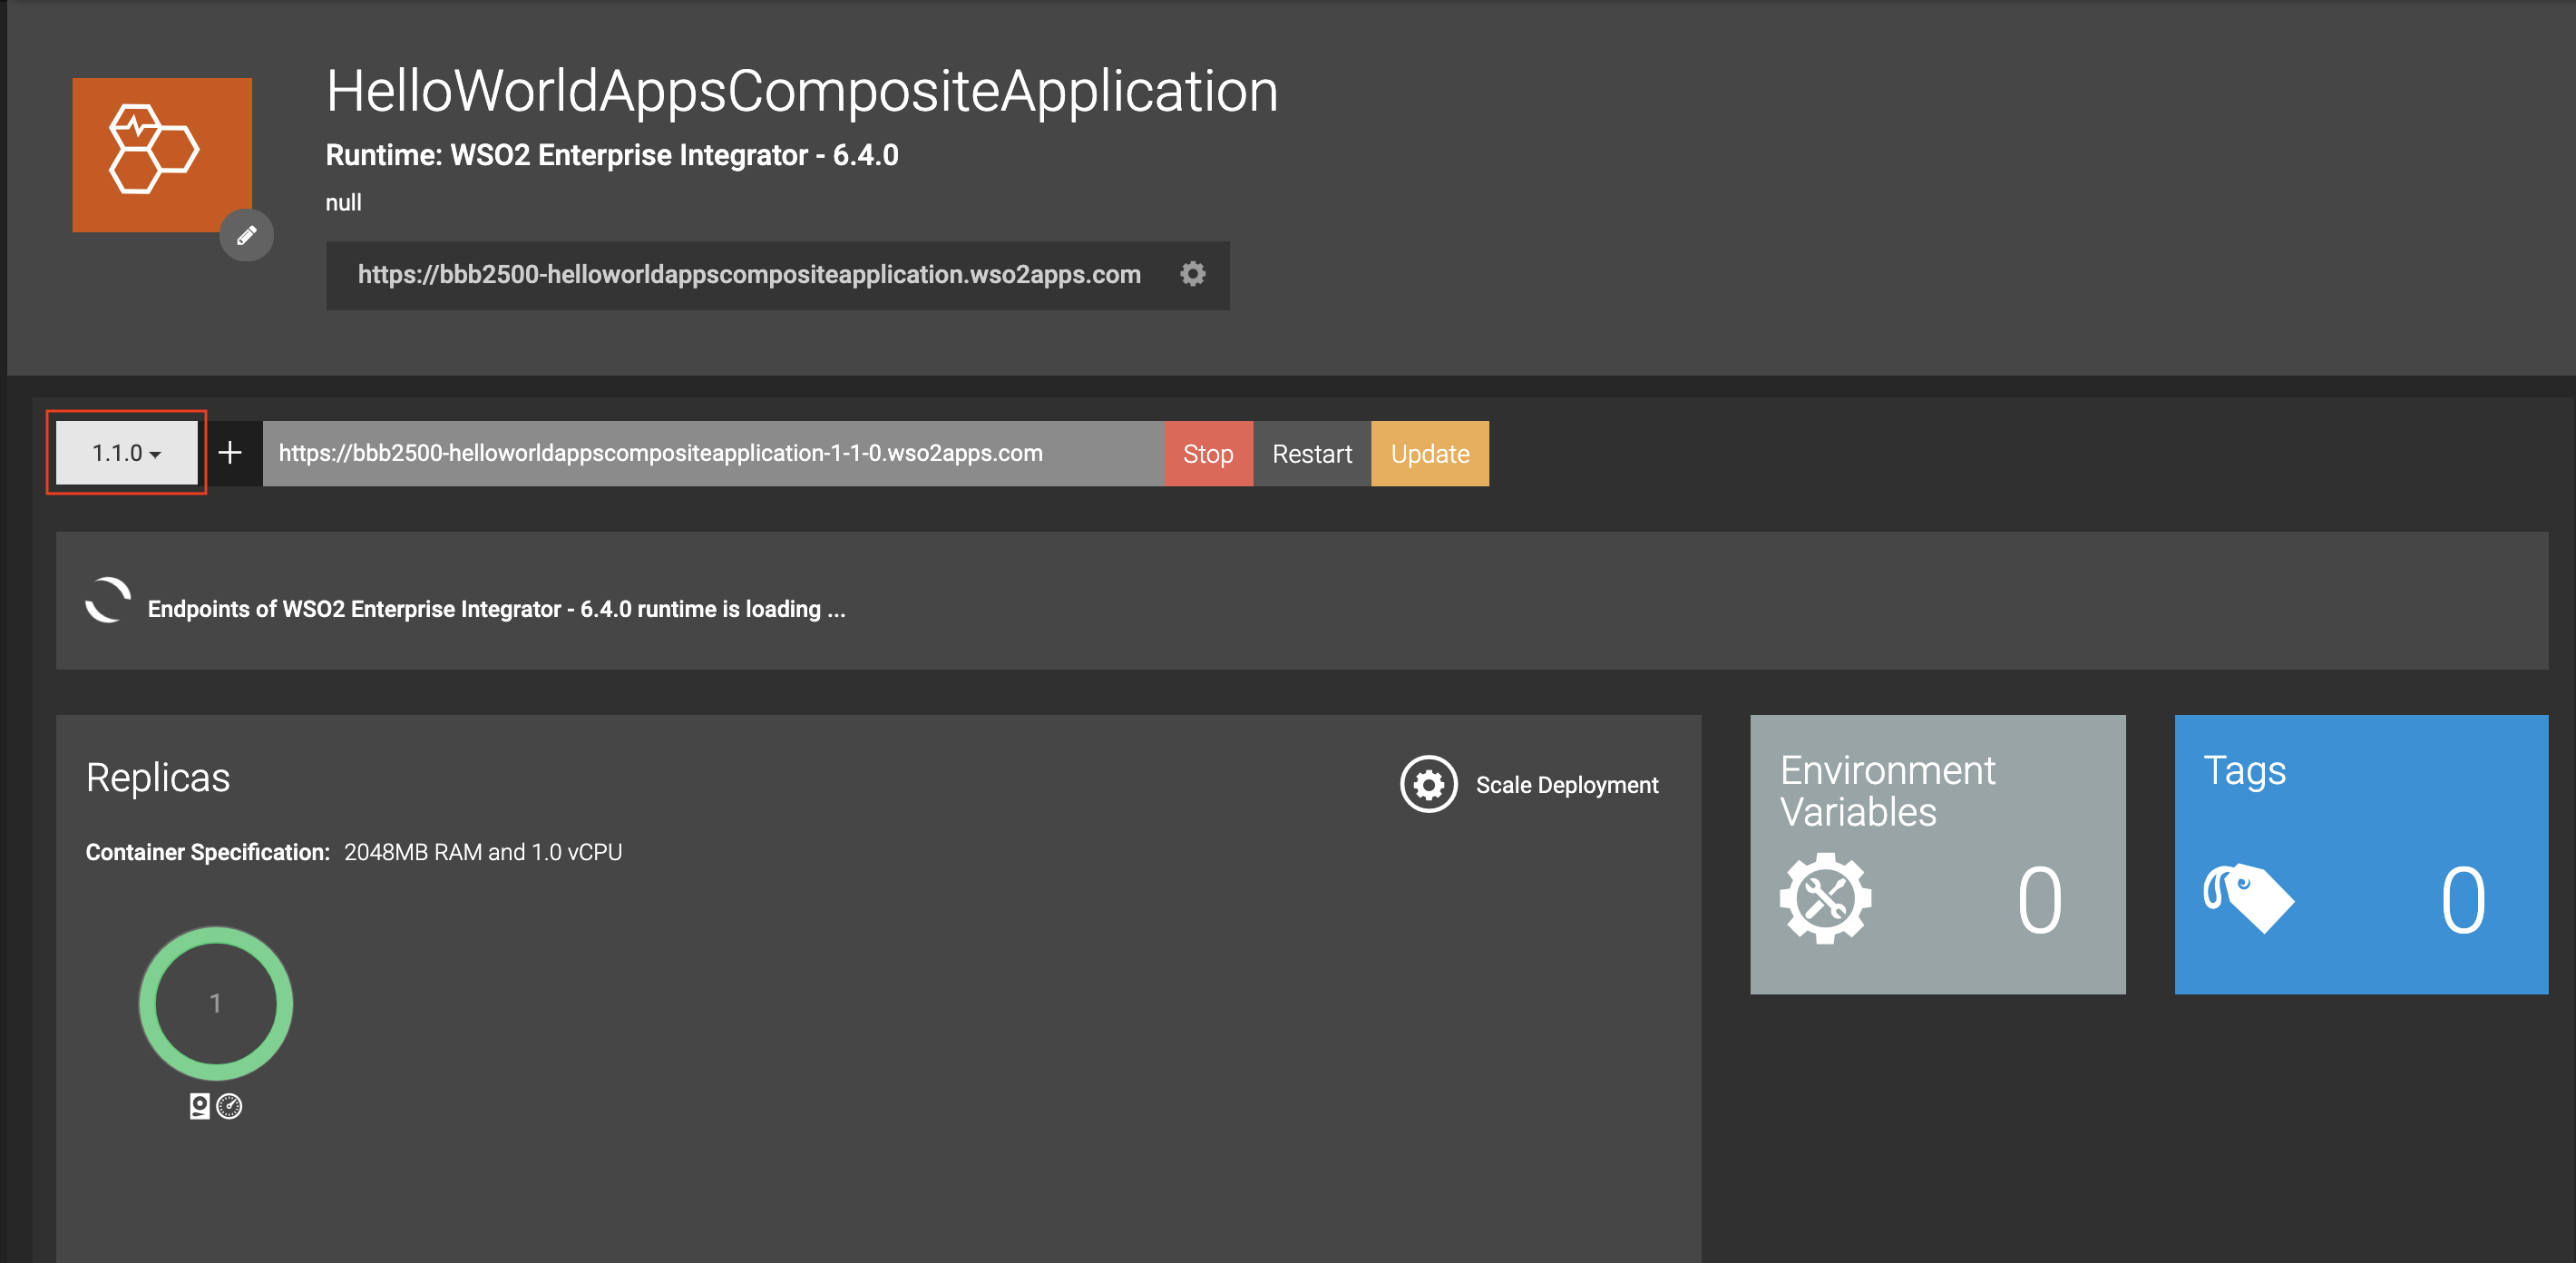 HelloWorldAppsCompositeApplication
Runtime: WSO2 Enterprise Integrator - 6.4.0
null
https://bbb2500-helloworldappscompositeapplication.wso2apps.com
1.1.0
+
https://bbb2500-helloworldappscompositeapplication-1-1-0.wso2apps.com
Stop
Restart
Update
Endpoints of WSO2 Enterprise Integrator - 6.4.0 runtime is loading ...
Replicas
Scale Deployment
Container Specification: 2048MB RAM and 1.0 vCPU
1
Environment
Variables
0
Tags
0